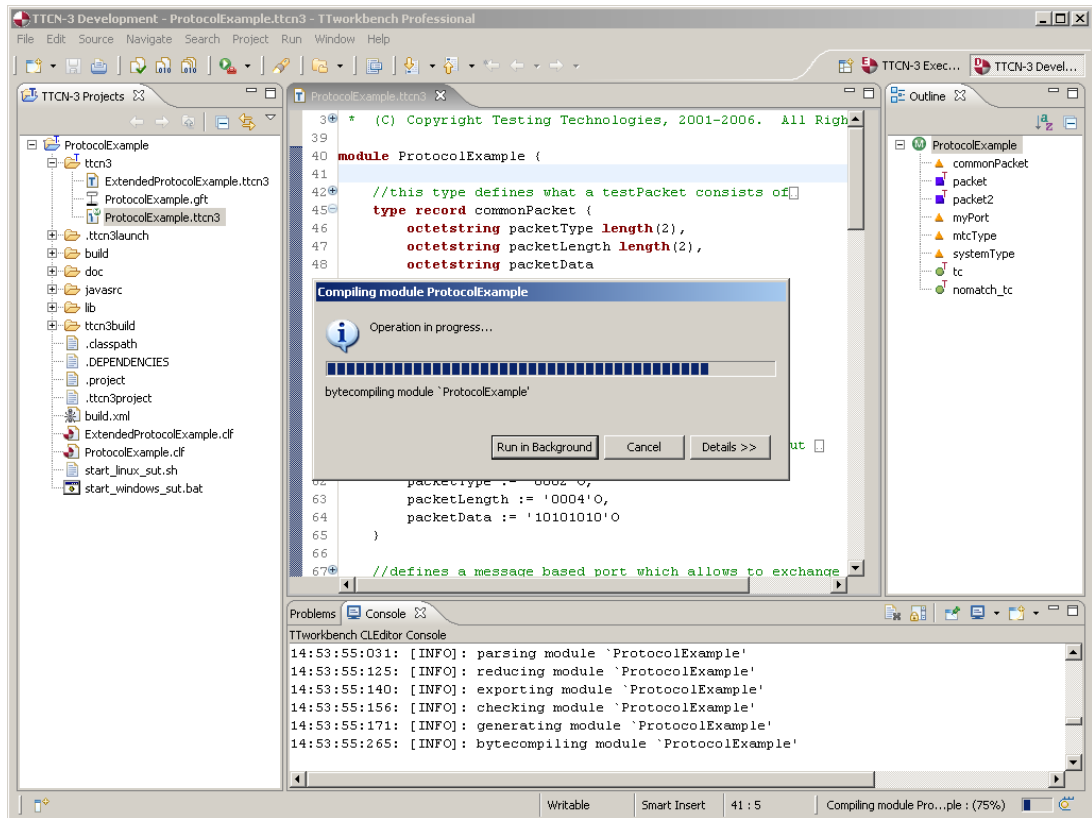 TTCN-3 Development - ProtocolExample.ttcn3 - TTworkbench Professional
File Edit Source Navigate Search Project Run Window Help
TTCN-3 Exec... TTCN-3 Devel...
TTCN-3 Projects
ProtocolExample
ttcn3
ExtendedProtocolExample.ttcn3
ProtocolExample.gft
ProtocolExample.ttcn3
.ttcn3launch
build
doc
javasrc
lib
ttcn3build
.classpath
.DEPENDENCIES
.project
.ttcn3project
build.xml
ExtendedProtocolExample.clf
ProtocolExample.clf
start_linux_sut.sh
start_windows_sut.bat
ProtocolExample.ttcn3
3 * (C) Copyright Testing Technologies, 2001-2006. All Righ
39
40 module ProtocolExample {
41
42 //this type defines what a testPacket consists of
45 type record commonPacket {
46 octetstring packetType length(2),
47 octetstring packetLength length(2),
48 octetstring packetData
Compiling module ProtocolExample
Operation in progress...
bytecompiling module `ProtocolExample'
Run in Background Cancel Details >>
ut
62 packetType := '0002'O,
63 packetLength := '0004'O,
64 packetData := '10101010'O
65 }
66
67 //defines a message based port which allows to exchange
Outline
ProtocolExample
commonPacket
packet
packet2
myPort
mtcType
systemType
tc
nomatch_tc
Problems Console
TTworkbench CLEditor Console
14:53:55:031: [INFO]: parsing module `ProtocolExample'
14:53:55:125: [INFO]: reducing module `ProtocolExample'
14:53:55:140: [INFO]: exporting module `ProtocolExample'
14:53:55:156: [INFO]: checking module `ProtocolExample'
14:53:55:171: [INFO]: generating module `ProtocolExample'
14:53:55:265: [INFO]: bytecompiling module `ProtocolExample'
Writable Smart Insert 41 : 5 Compiling module Pro...ple : (75%)